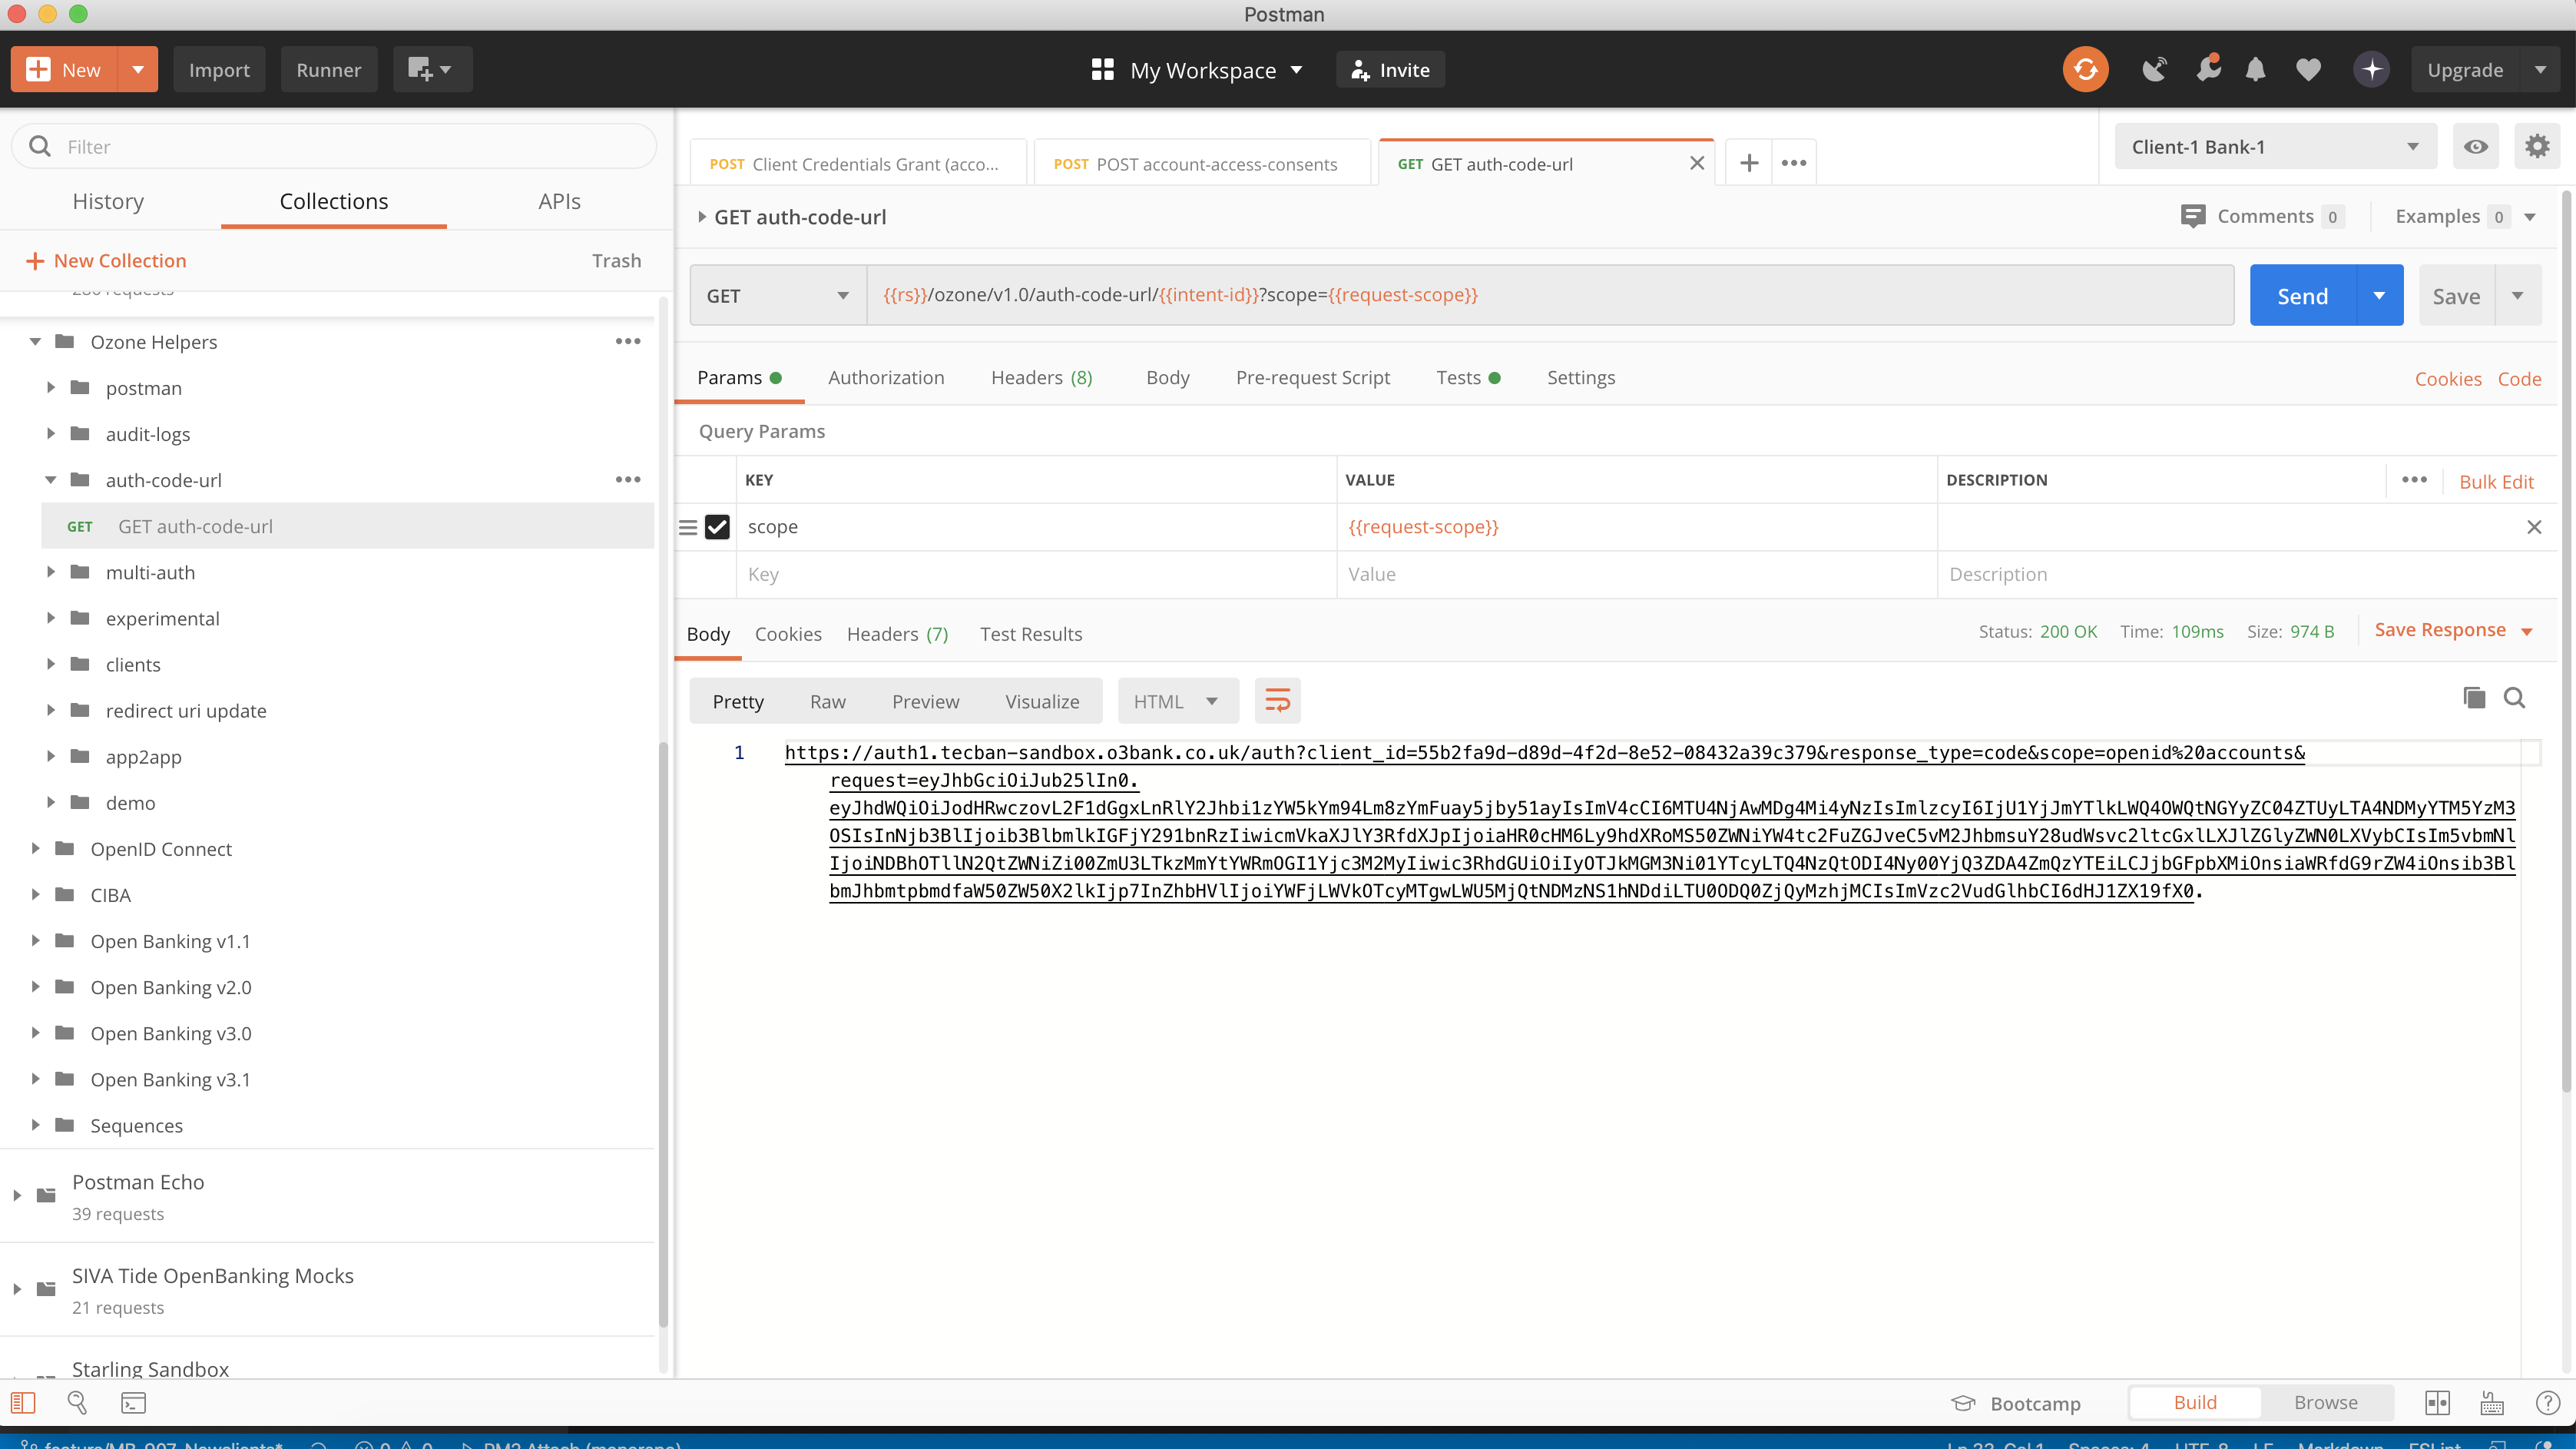 Postman
New
Import
Runner
My Workspace
Invite
Upgrade
Filter
History
Collections
APIs
New Collection
Trash
Ozone Helpers
postman
audit-logs
auth-code-url
GET GET auth-code-url
multi-auth
experimental
clients
redirect uri update
app2app
demo
OpenID Connect
CIBA
Open Banking v1.1
Open Banking v2.0
Open Banking v3.0
Open Banking v3.1
Sequences
Postman Echo
39 requests
SIVA Tide OpenBanking Mocks
21 requests
Starling Sandbox
POST Client Credentials Grant (acco...
POST POST account-access-consents
GET GET auth-code-url
Client-1 Bank-1
GET auth-code-url
Comments 0
Examples 0
GET
{{rs}}/ozone/v1.0/auth-code-url/{{intent-id}}?scope={{request-scope}}
Send
Save
Params
Authorization
Headers (8)
Body
Pre-request Script
Tests
Settings
Cookies Code
Query Params
KEY VALUE DESCRIPTION
Bulk Edit
scope {{request-scope}}
Key Value Description
Body Cookies Headers (7) Test Results
Status: 200 OK Time: 109ms Size: 974 B
Save Response
Pretty Raw Preview Visualize
HTML
1 https://auth1.tecban-sandbox.o3bank.co.uk/auth?client_id=55b2fa9d-d89d-4f2d-8e52-08432a39c379&response_type=code&scope=openid%20accounts&
request=eyJhbGciOiJub25lIn0.
eyJhdWQiOiJodHRwczovL2F1dGgxLnRlY2Jhbi1zYW5kYm94Lm8zYmFuay5jby51ayIsImV4cCI6MTU4NjAwMDg4Mi4yNzIsImlzcyI6IjU1YjJmYTlkLWQ4OWQtNGYyZC04ZTUyLTA4NDMyYTM5YzM3
OSIsInNjb3BlIjoib3BlbmlkIGFjY291bnRzIiwicmVkaXJlY3RfdXJpIjoiaHR0cHM6Ly9hdXRoMS50ZWNiYW4tc2FuZGJveC5vM2JhbmsuY28udWsvc2ltcGxlLXJlZGlyZWN0LXVybCIsIm5vbmNl
IjoiNDBhOTllN2QtZWNiZi00ZmU3LTkzMmYtYWRmOGI1Yjc3M2MyIiwic3RhdGUiOiIyOTJkMGM3Ni01YTcyLTQ4NzQtODI4Ny00YjQ3ZDA4ZmQzYTEiLCJjbGFpbXMiOnsiaWRfdG9rZW4iOnsib3Bl
bmJhbmtpbmdfaW50ZW50X2lkIjp7InZhbHVlIjoiYWFjLWVkOTcyMTgwLWU5MjQtNDMzNS1hNDdiLTU0ODQ0ZjQyMzhjMCIsImVzc2VudGlhbCI6dHJ1ZX19fX0.
Bootcamp
Build
Browse